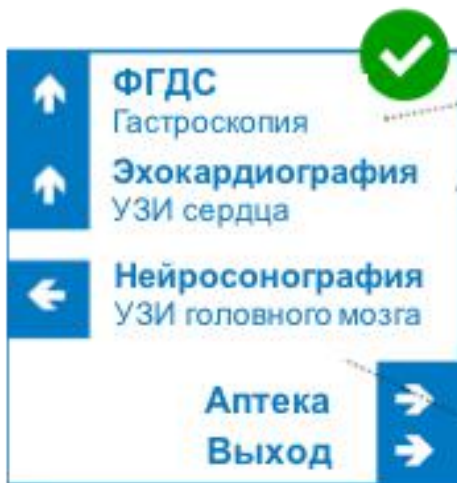 ФГДС
Гастроскопия
Эхокардиография
УЗИ сердца
Нейросонография
УЗИ головного мозга
Аптека
Выход